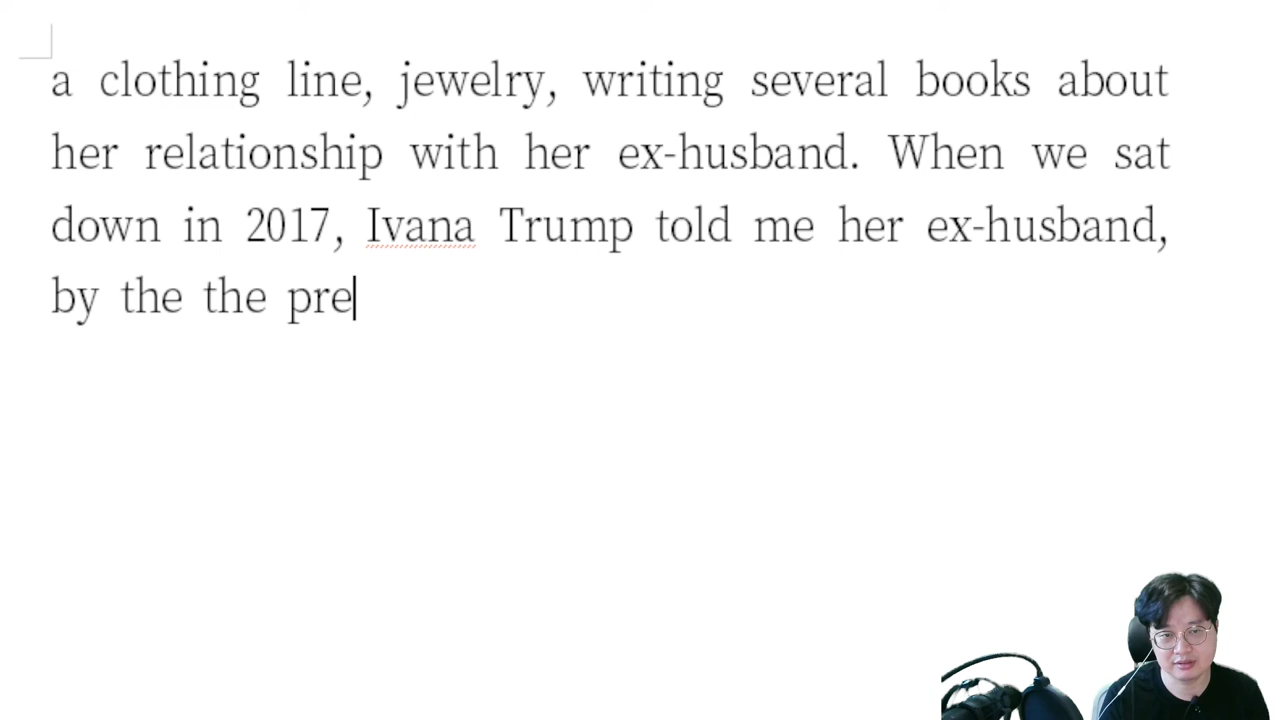 a clothing line, jewelry, writing several books about
her relationship with her ex-husband. When we sat
down in 2017, Ivana Trump told me her ex-husband,
by the the pre